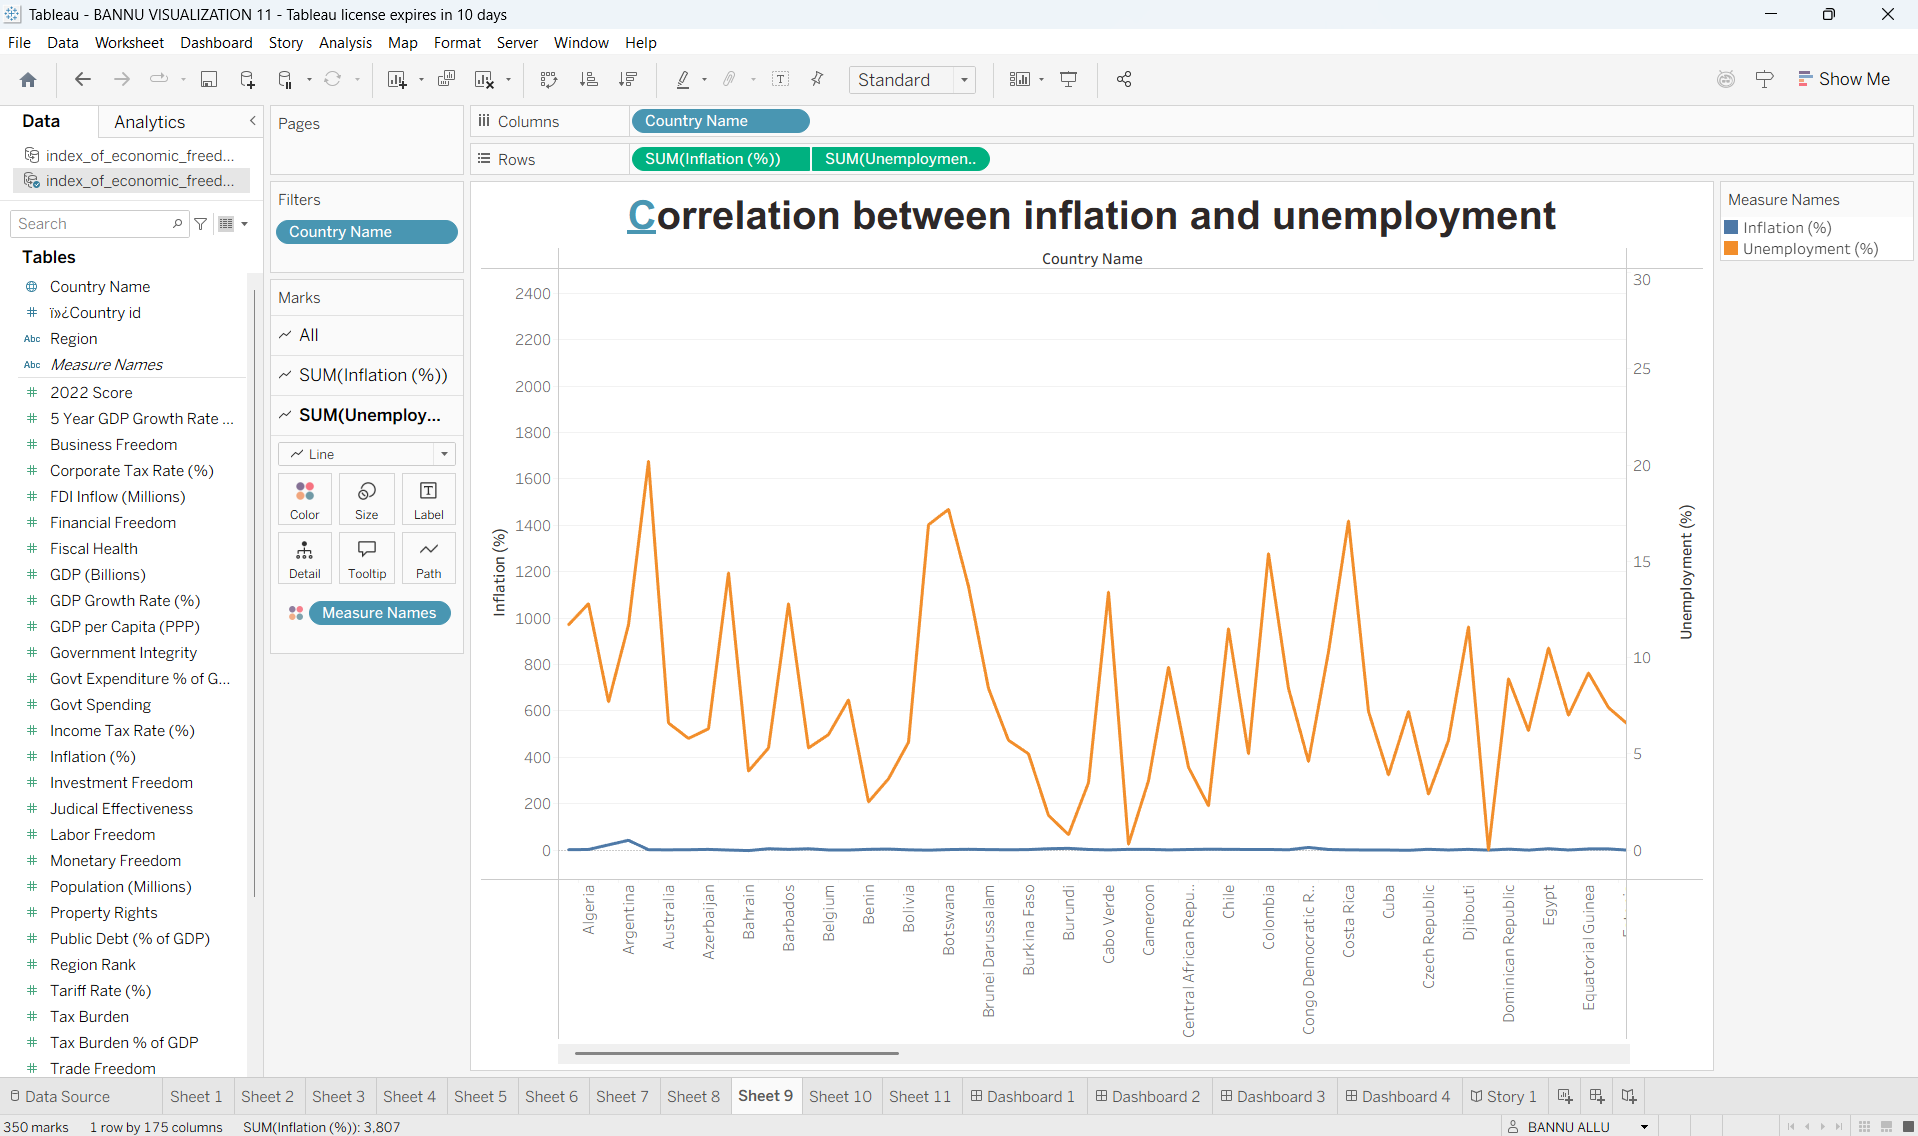 Tableau - BANNU VISUALIZATION 11 - Tableau license expires in 10 days
File Data Worksheet Dashboard Story Analysis Map Format Server Window Help
Standard
Show Me
Data Analytics
index_of_economic_freed...
index_of_economic_freed...
Search
Tables
Country Name
ï»¿Country id
Abc Region
Abc Measure Names
2022 Score
5 Year GDP Growth Rate ...
Business Freedom
Corporate Tax Rate (%)
FDI Inflow (Millions)
Financial Freedom
Fiscal Health
GDP (Billions)
GDP Growth Rate (%)
GDP per Capita (PPP)
Government Integrity
Govt Expenditure % of G...
Govt Spending
Income Tax Rate (%)
Inflation (%)
Investment Freedom
Judical Effectiveness
Labor Freedom
Monetary Freedom
Population (Millions)
Property Rights
Public Debt (% of GDP)
Region Rank
Tariff Rate (%)
Tax Burden
Tax Burden % of GDP
Trade Freedom
Pages
Filters
Country Name
Marks
All
SUM(Inflation (%))
SUM(Unemploy...
Line
Color Size Label
Detail Tooltip Path
Measure Names
Columns
Country Name
Rows
SUM(Inflation (%)) SUM(Unemploymen..
Correlation between inflation and unemployment
Country Name
Inflation (%)
2400
2200
2000
1800
1600
1400
1200
1000
800
600
400
200
0
30
25
20
15
10
5
0
Unemployment (%)
Algeria
Argentina
Australia
Azerbaijan
Bahrain
Barbados
Belgium
Benin
Bolivia
Botswana
Brunei Darussalam
Burkina Faso
Burundi
Cabo Verde
Cameroon
Central African Repu..
Chile
Colombia
Congo Democratic R..
Costa Rica
Cuba
Czech Republic
Djibouti
Dominican Republic
Egypt
Equatorial Guinea
Measure Names
Inflation (%)
Unemployment (%)
Data Source Sheet 1 Sheet 2 Sheet 3 Sheet 4 Sheet 5 Sheet 6 Sheet 7 Sheet 8 Sheet 9 Sheet 10 Sheet 11 Dashboard 1 Dashboard 2 Dashboard 3 Dashboard 4 Story 1
350 marks 1 row by 175 columns SUM(Inflation (%)): 3,807
BANNU ALLU